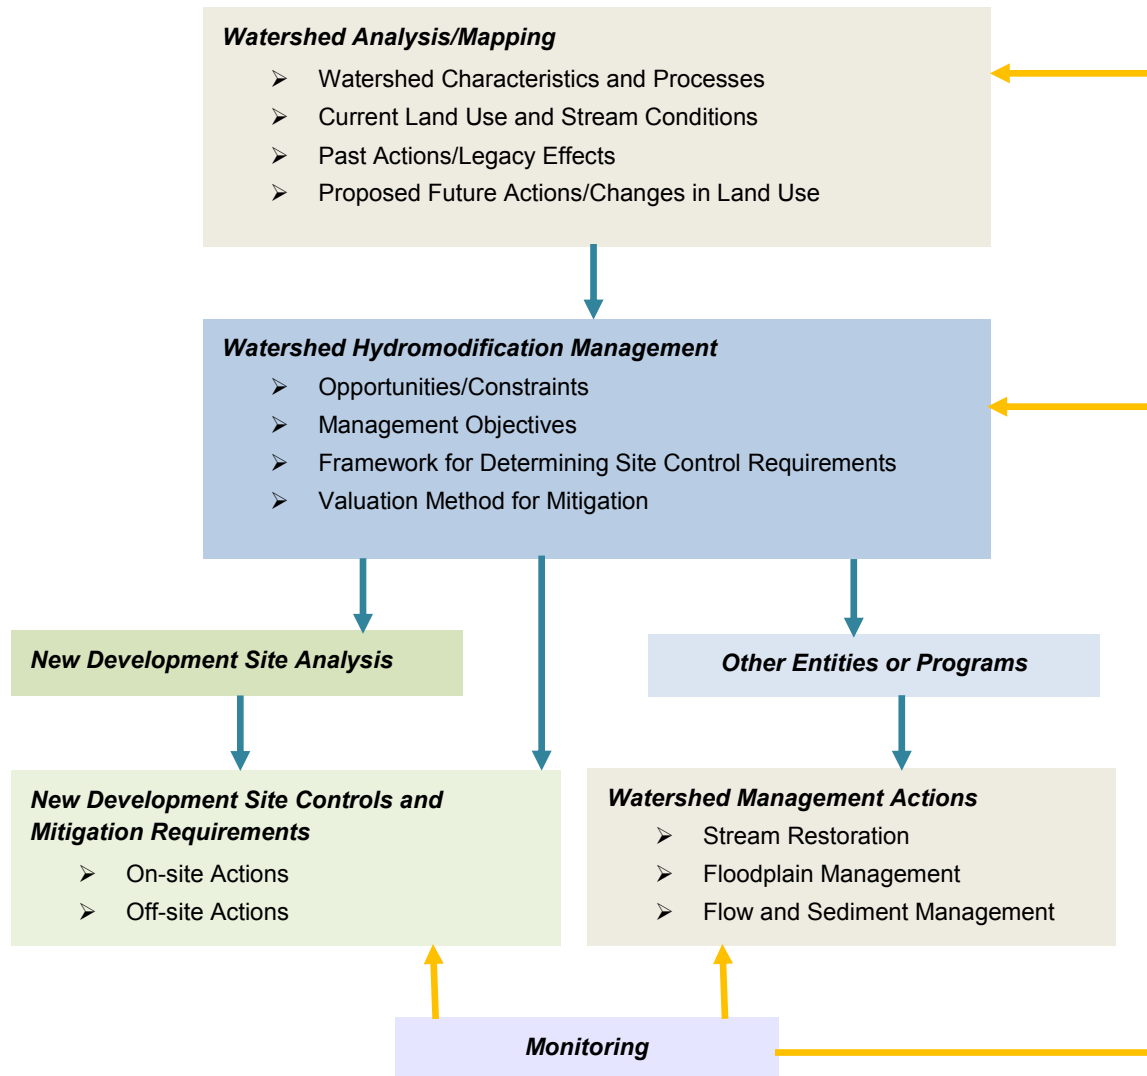 Watershed Analysis/Mapping
➢ Watershed Characteristics and Processes
➢ Current Land Use and Stream Conditions
➢ Past Actions/Legacy Effects
➢ Proposed Future Actions/Changes in Land Use
Watershed Hydromodification Management
➢ Opportunities/Constraints
➢ Management Objectives
➢ Framework for Determining Site Control Requirements
➢ Valuation Method for Mitigation
New Development Site Analysis
Other Entities or Programs
New Development Site Controls and
Mitigation Requirements
➢ On-site Actions
➢ Off-site Actions
Watershed Management Actions
➢ Stream Restoration
➢ Floodplain Management
➢ Flow and Sediment Management
Monitoring